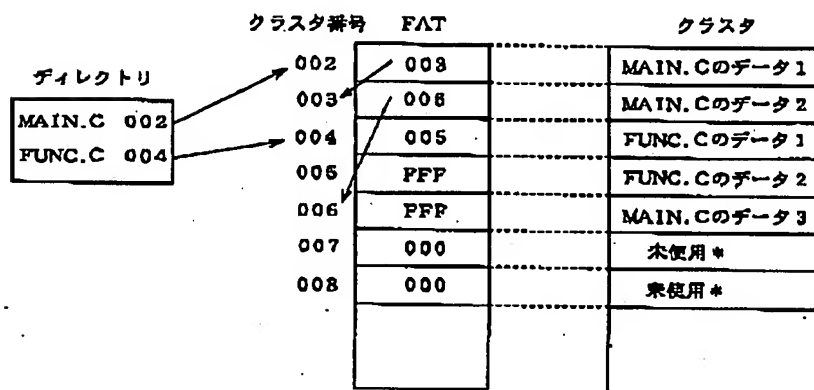 クラスタ番号 FAT クラスタ
ディレクトリ
MAIN.C 002
FUNC.C 004
002 003 MAIN.Cのデータ1
003 006 MAIN.Cのデータ2
004 005 FUNC.Cのデータ1
005 FFF FUNC.Cのデータ2
006 FFF MAIN.Cのデータ3
007 000 未使用*
008 000 未使用*